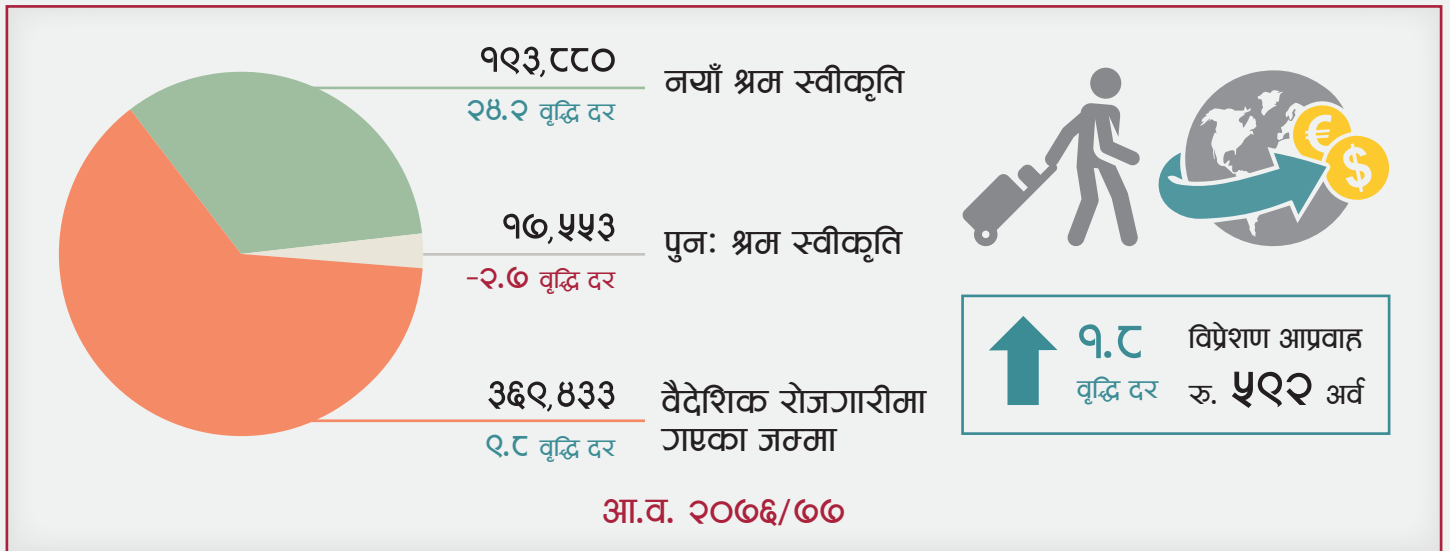 १९३,८८०
२४.२ वृद्धि दर
नयाँ श्रम स्वीकृति
१७,५५३
-२.७ वृद्धि दर
पुनः श्रम स्वीकृति
३६९,४३३
९.८ वृद्धि दर
वैदेशिक रोजगारीमा
गएका जम्मा
€
$
१.८
वृद्धि दर
विप्रेशण आप्रवाह
रु. ५९२ अर्व
आ.व. २०७६/७७